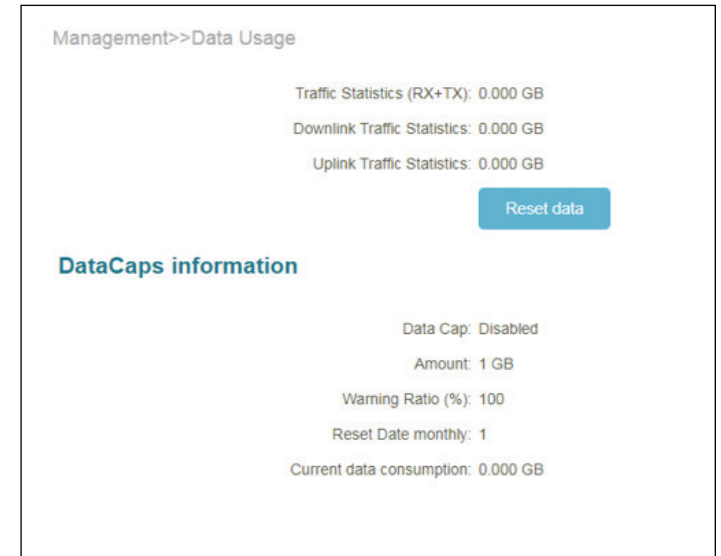 Management>>Data Usage
Traffic Statistics (RX+TX): 0.000 GB
Downlink Traffic Statistics: 0.000 GB
Uplink Traffic Statistics: 0.000 GB
Reset data
DataCaps information
Data Cap: Disabled
Amount: 1 GB
Warning Ratio (%): 100
Reset Date monthly: 1
Current data consumption: 0.000 GB